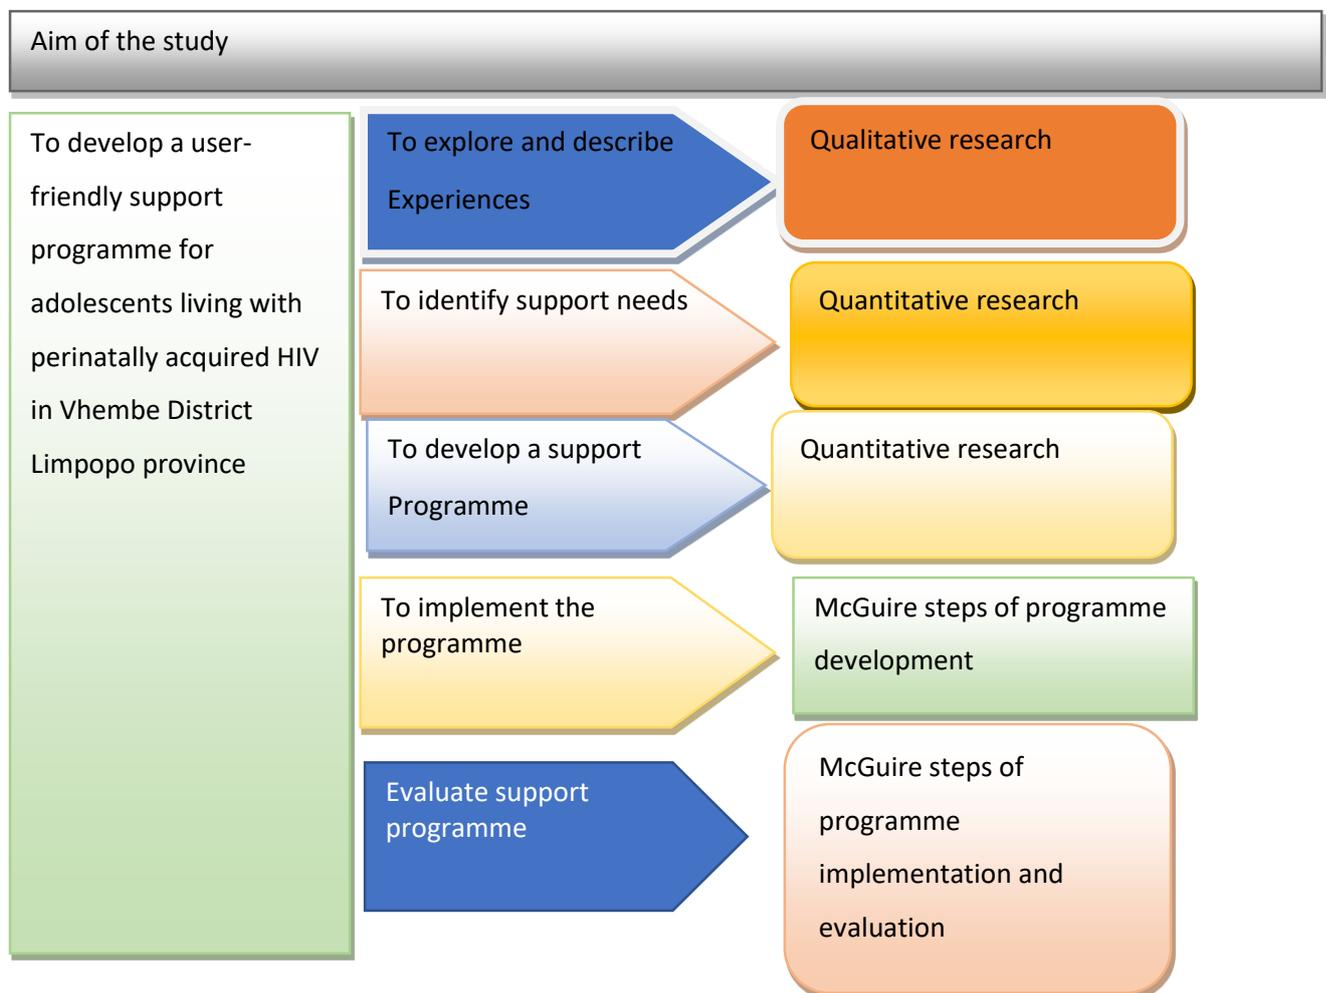 Aim of the study
To develop a user-
friendly support
programme for
adolescents living with
perinatally acquired HIV
in Vhembe District
Limpopo province
To explore and describe
Experiences
Qualitative research
To identify support needs
Quantitative research
To develop a support
Programme
Quantitative research
To implement the
programme
McGuire steps of programme
development
Evaluate support
programme
McGuire steps of
programme
implementation and
evaluation